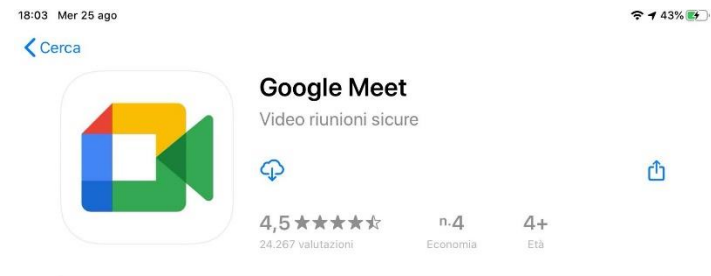 18:03 Mer 25 ago
43%
Cerca
Google Meet
Video riunioni sicure
4,5 n.4 4+
24.267 valutazioni Economia Età